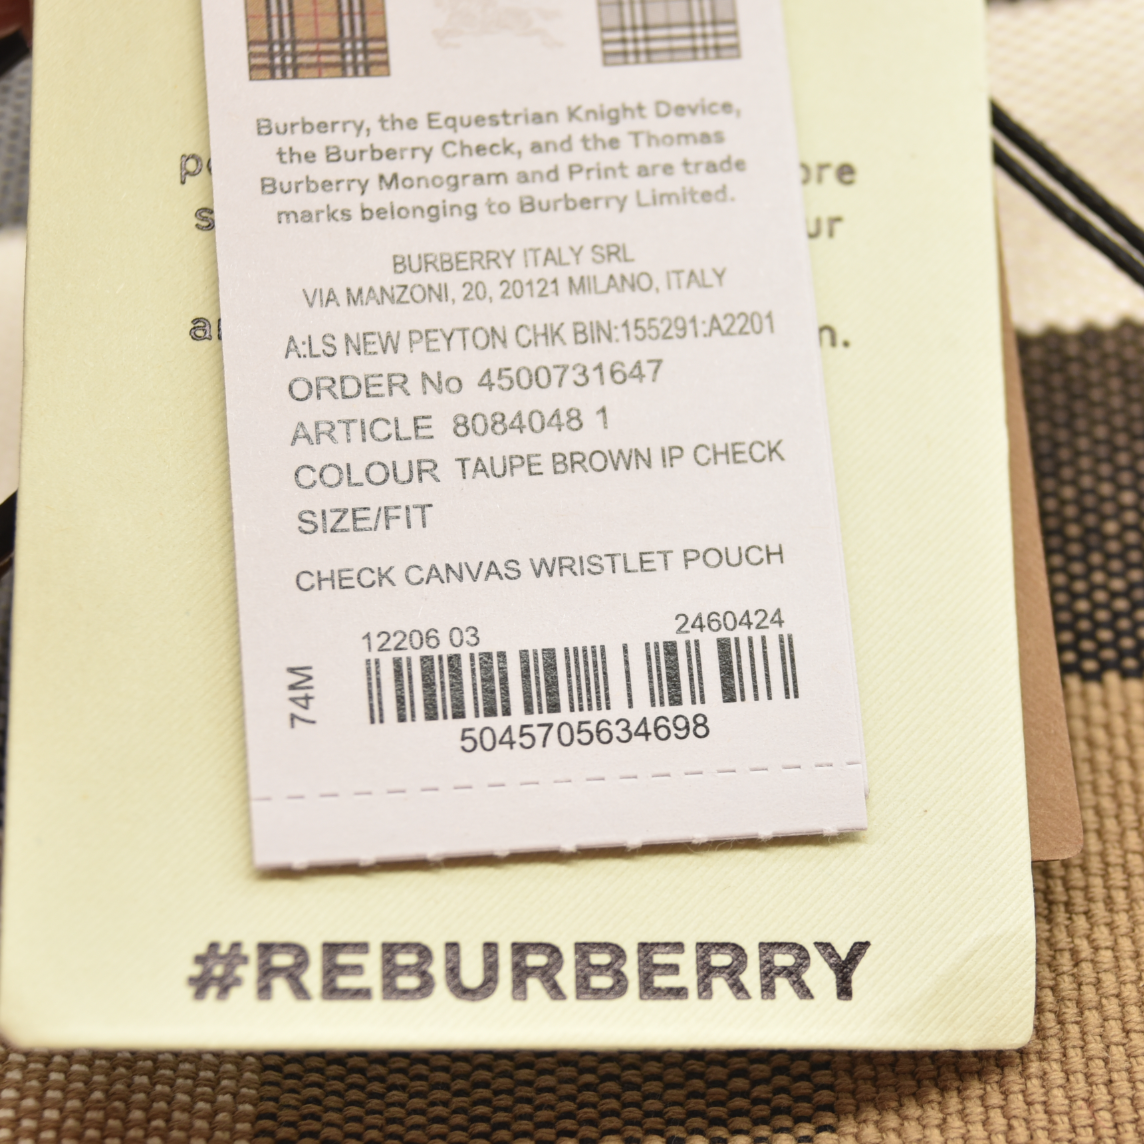 Burberry, the Equestrian Knight Device,
the Burberry Check, and the Thomas
Burberry Monogram and Print are trade
marks belonging to Burberry Limited.
BURBERRY ITALY SRL
VIA MANZONI, 20, 20121 MILANO, ITALY
A:LS NEW PEYTON CHK BIN:155291:A2201
ORDER No 4500731647
ARTICLE 8084048 1
COLOUR TAUPE BROWN IP CHECK
SIZE/FIT
CHECK CANVAS WRISTLET POUCH
12206 03 2460424
74M
5045705634698
#REBURBERRY